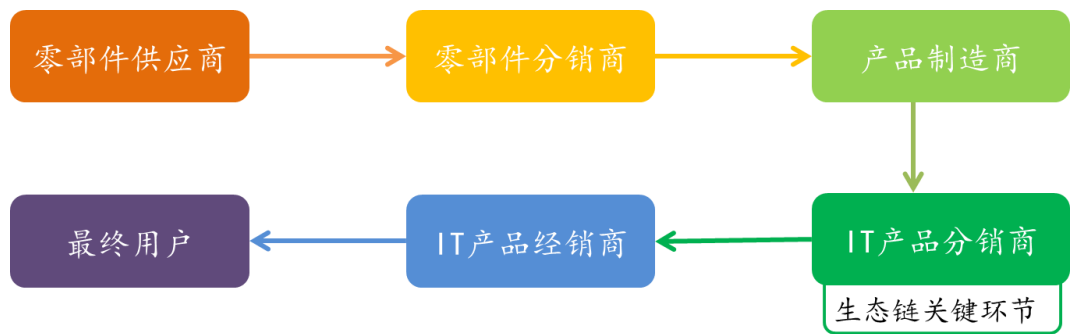 零部件供应商
零部件分销商
产品制造商
IT产品分销商
生态链关键环节
IT产品经销商
最终用户